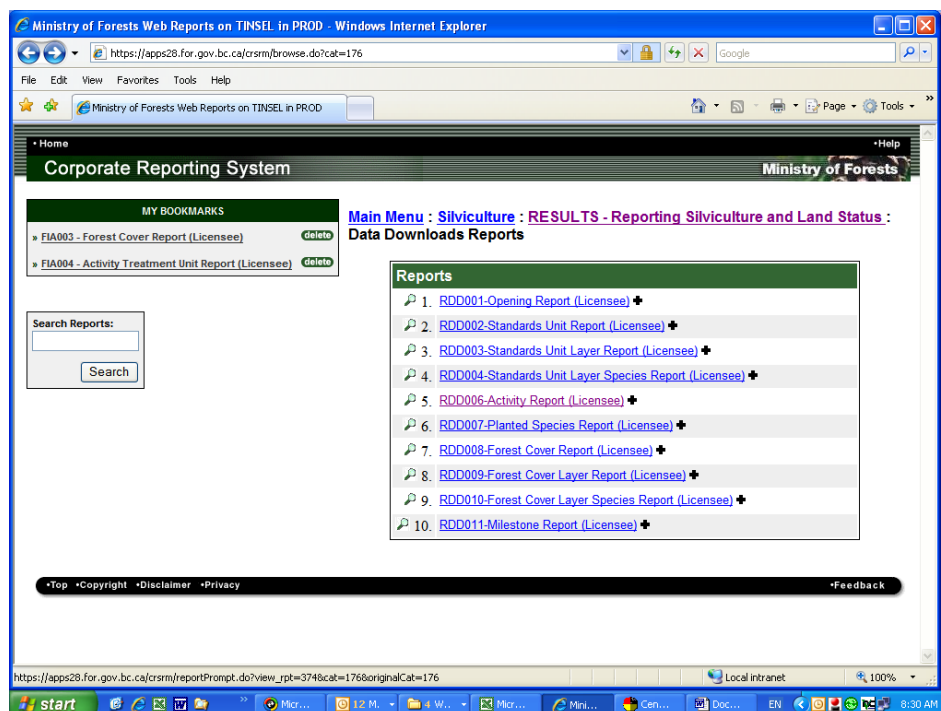 Ministry of Forests Web Reports on TINSEL in PROD - Windows Internet Explorer
https://apps28.for.gov.bc.ca/crsrm/browse.do?cat=176
Google
File Edit View Favorites Tools Help
Ministry of Forests Web Reports on TINSEL in PROD
Page Tools »
• Home •Help
Corporate Reporting System Ministry of Forests
MY BOOKMARKS
» FIA003 - Forest Cover Report (Licensee) delete
» FIA004 - Activity Treatment Unit Report (Licensee) delete
Search Reports:
Search
Main Menu : Silviculture : RESULTS - Reporting Silviculture and Land Status :
Data Downloads Reports
Reports
1. RDD001-Opening Report (Licensee)
2. RDD002-Standards Unit Report (Licensee)
3. RDD003-Standards Unit Layer Report (Licensee)
4. RDD004-Standards Unit Layer Species Report (Licensee)
5. RDD006-Activity Report (Licensee)
6. RDD007-Planted Species Report (Licensee)
7. RDD008-Forest Cover Report (Licensee)
8. RDD009-Forest Cover Layer Report (Licensee)
9. RDD010-Forest Cover Layer Species Report (Licensee)
10. RDD011-Milestone Report (Licensee)
•Top •Copyright •Disclaimer •Privacy •Feedback
https://apps28.for.gov.bc.ca/crsrm/reportPrompt.do?view_rpt=374&cat=176&originalCat=176 Local intranet 100%
start » Micr... 12 M. 4 W.. Micr... Mini... Cen... Doc... EN 8:30 AM